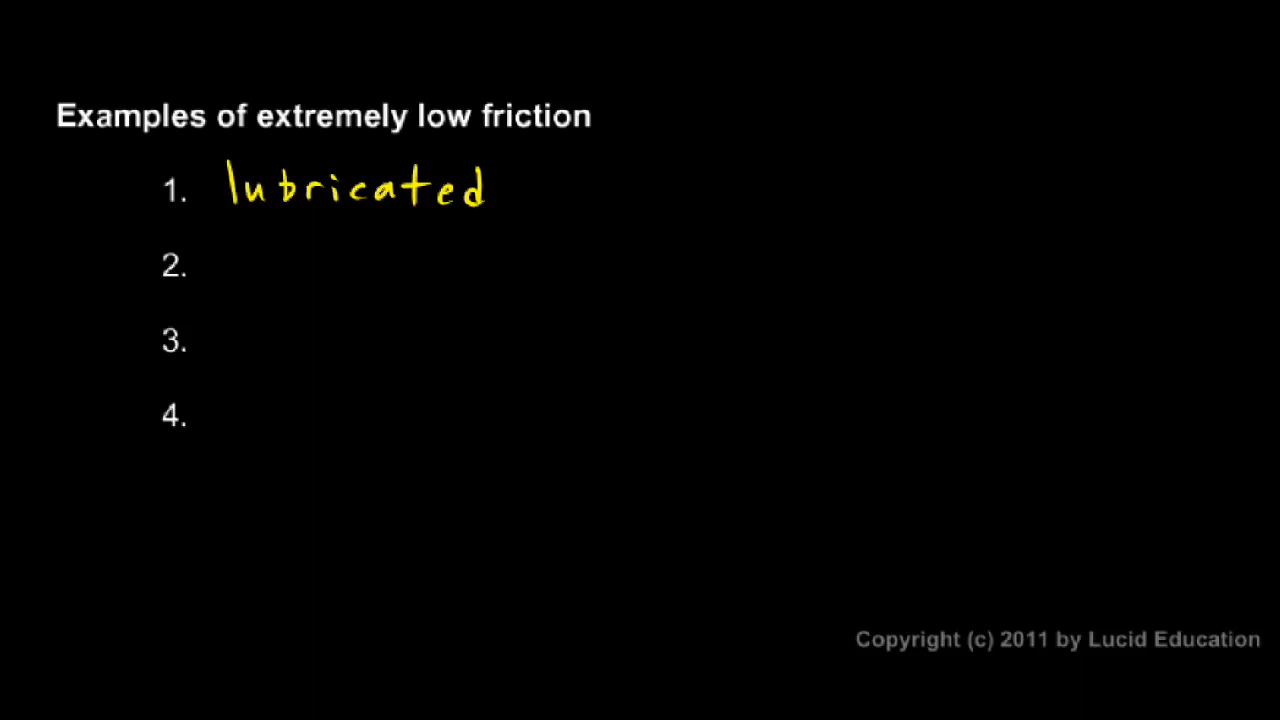 Examples of extremely low friction
1. lubricated
2.
3.
4.
Copyright (c) 2011 by Lucid Education